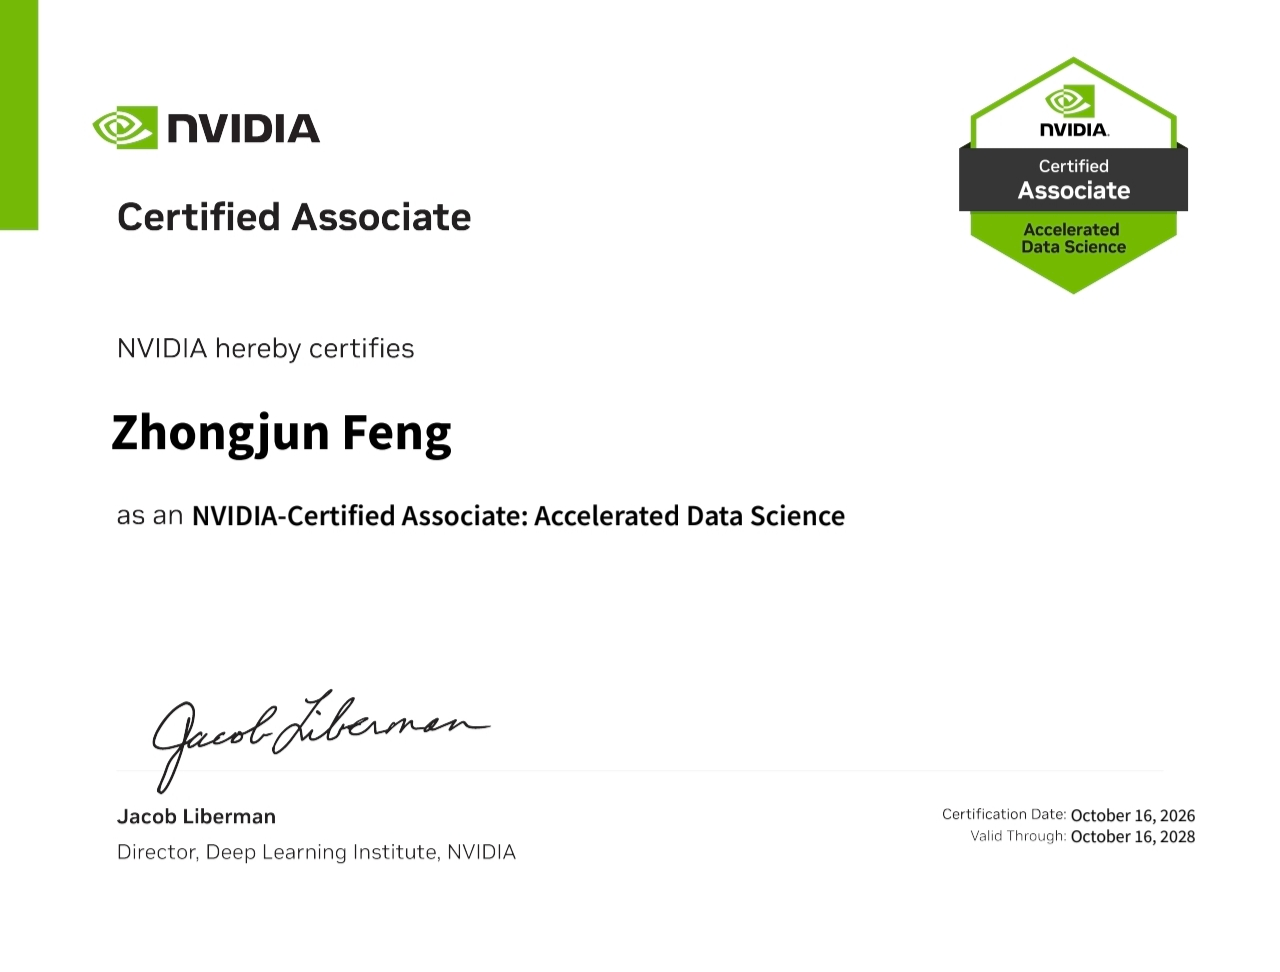 NVIDIA
Certified Associate
NVIDIA.
Certified
Associate
Accelerated
Data Science
NVIDIA hereby certifies
Zhongjun Feng
as an NVIDIA-Certified Associate: Accelerated Data Science
Jacob Liberman
Jacob Liberman
Director, Deep Learning Institute, NVIDIA
Certification Date: October 16, 2026
Valid Through: October 16, 2028